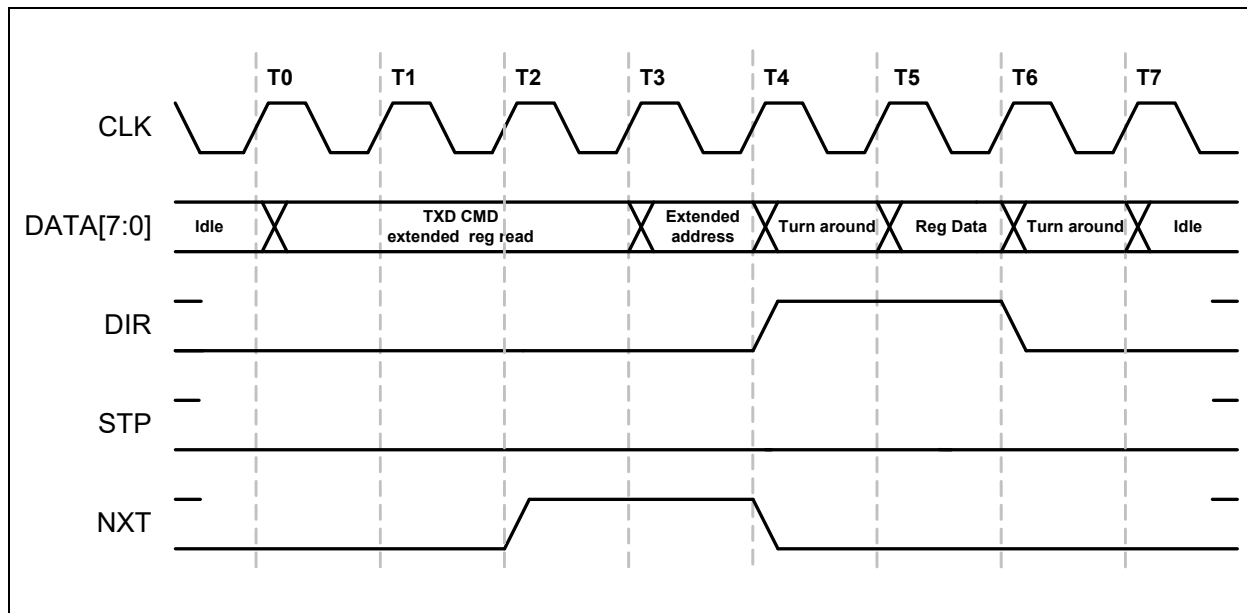 T0 T1 T2 T3 T4 T5 T6 T7
CLK
DATA[7:0]
Idle
TXD CMD
extended reg read
Extended
address
Turn around
Reg Data
Turn around
Idle
DIR
STP
NXT